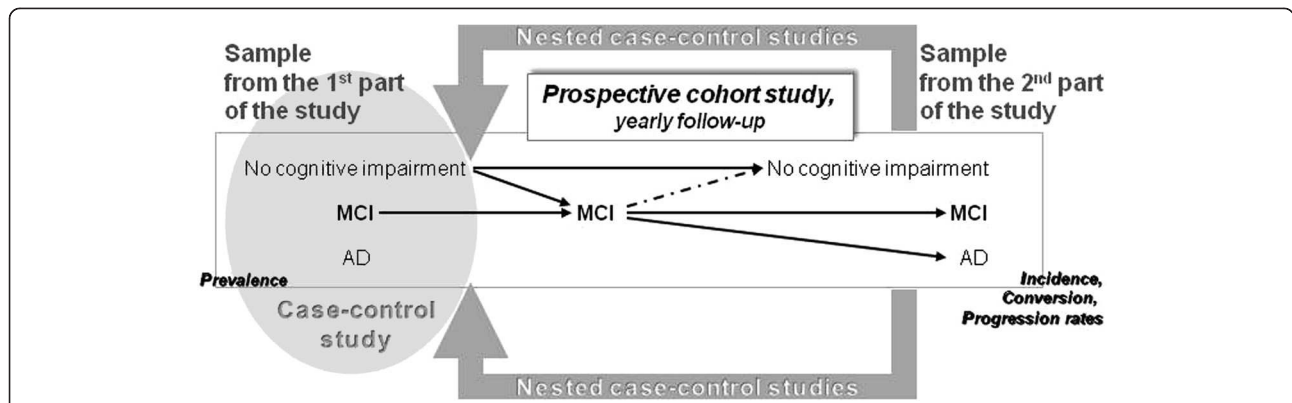 Nested case-control studies
Sample
from the 1st part
of the study
Sample
from the 2nd part
of the study
Prospective cohort study,
yearly follow-up
No cognitive impairment
No cognitive impairment
MCI
MCI
MCI
AD
AD
Prevalence
Incidence,
Conversion,
Progression rates
Case-control
study
Nested case-control studies